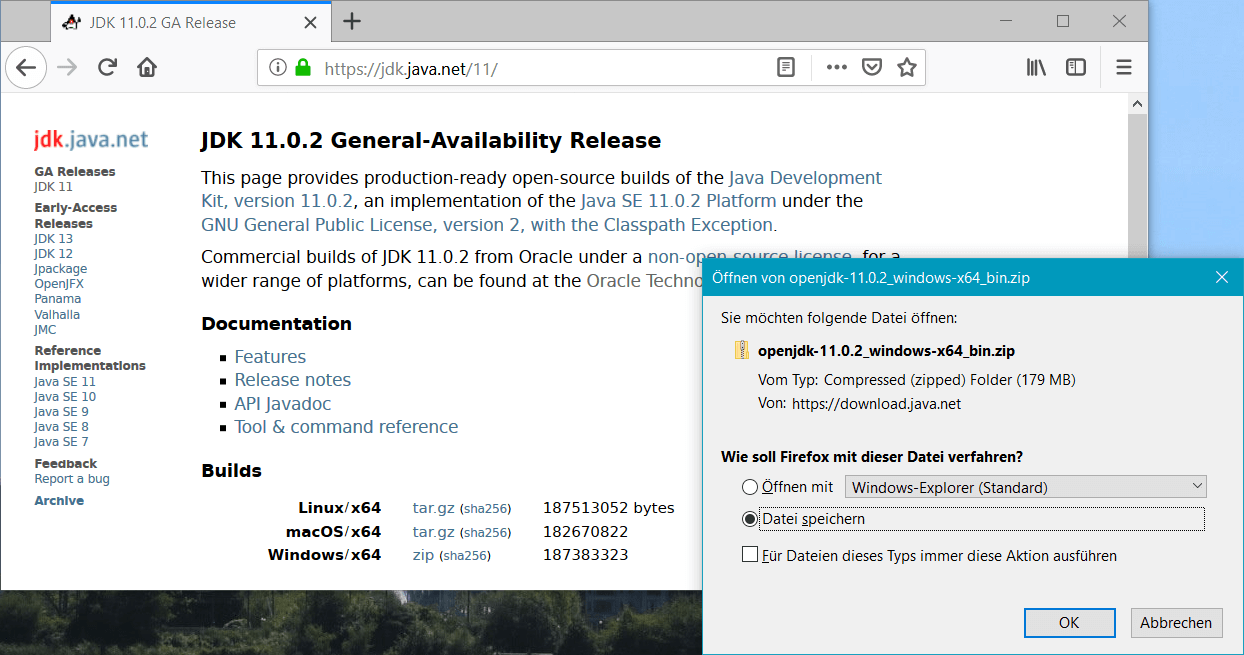 JDK 11.0.2 GA Release
https://jdk.java.net/11/
jdk.java.net
GA Releases
JDK 11
Early-Access
Releases
JDK 13
JDK 12
Jpackage
OpenJFX
Panama
Valhalla
JMC
Reference
Implementations
Java SE 11
Java SE 10
Java SE 9
Java SE 8
Java SE 7
Feedback
Report a bug
Archive
JDK 11.0.2 General-Availability Release
This page provides production-ready open-source builds of the Java Development
Kit, version 11.0.2, an implementation of the Java SE 11.0.2 Platform under the
GNU General Public License, version 2, with the Classpath Exception.
Commercial builds of JDK 11.0.2 from Oracle under a non-open-source license, for a
wider range of platforms, can be found at the Oracle Techno
Documentation
Features
Release notes
API Javadoc
Tool & command reference
Builds
Linux/x64 tar.gz (sha256) 187513052 bytes
macOS/x64 tar.gz (sha256) 182670822
Windows/x64 zip (sha256) 187383323
Öffnen von openjdk-11.0.2_windows-x64_bin.zip
Sie möchten folgende Datei öffnen:
openjdk-11.0.2_windows-x64_bin.zip
Vom Typ: Compressed (zipped) Folder (179 MB)
Von: https://download.java.net
Wie soll Firefox mit dieser Datei verfahren?
Öffnen mit Windows-Explorer (Standard)
Datei speichern
Für Dateien dieses Typs immer diese Aktion ausführen
OK Abbrechen